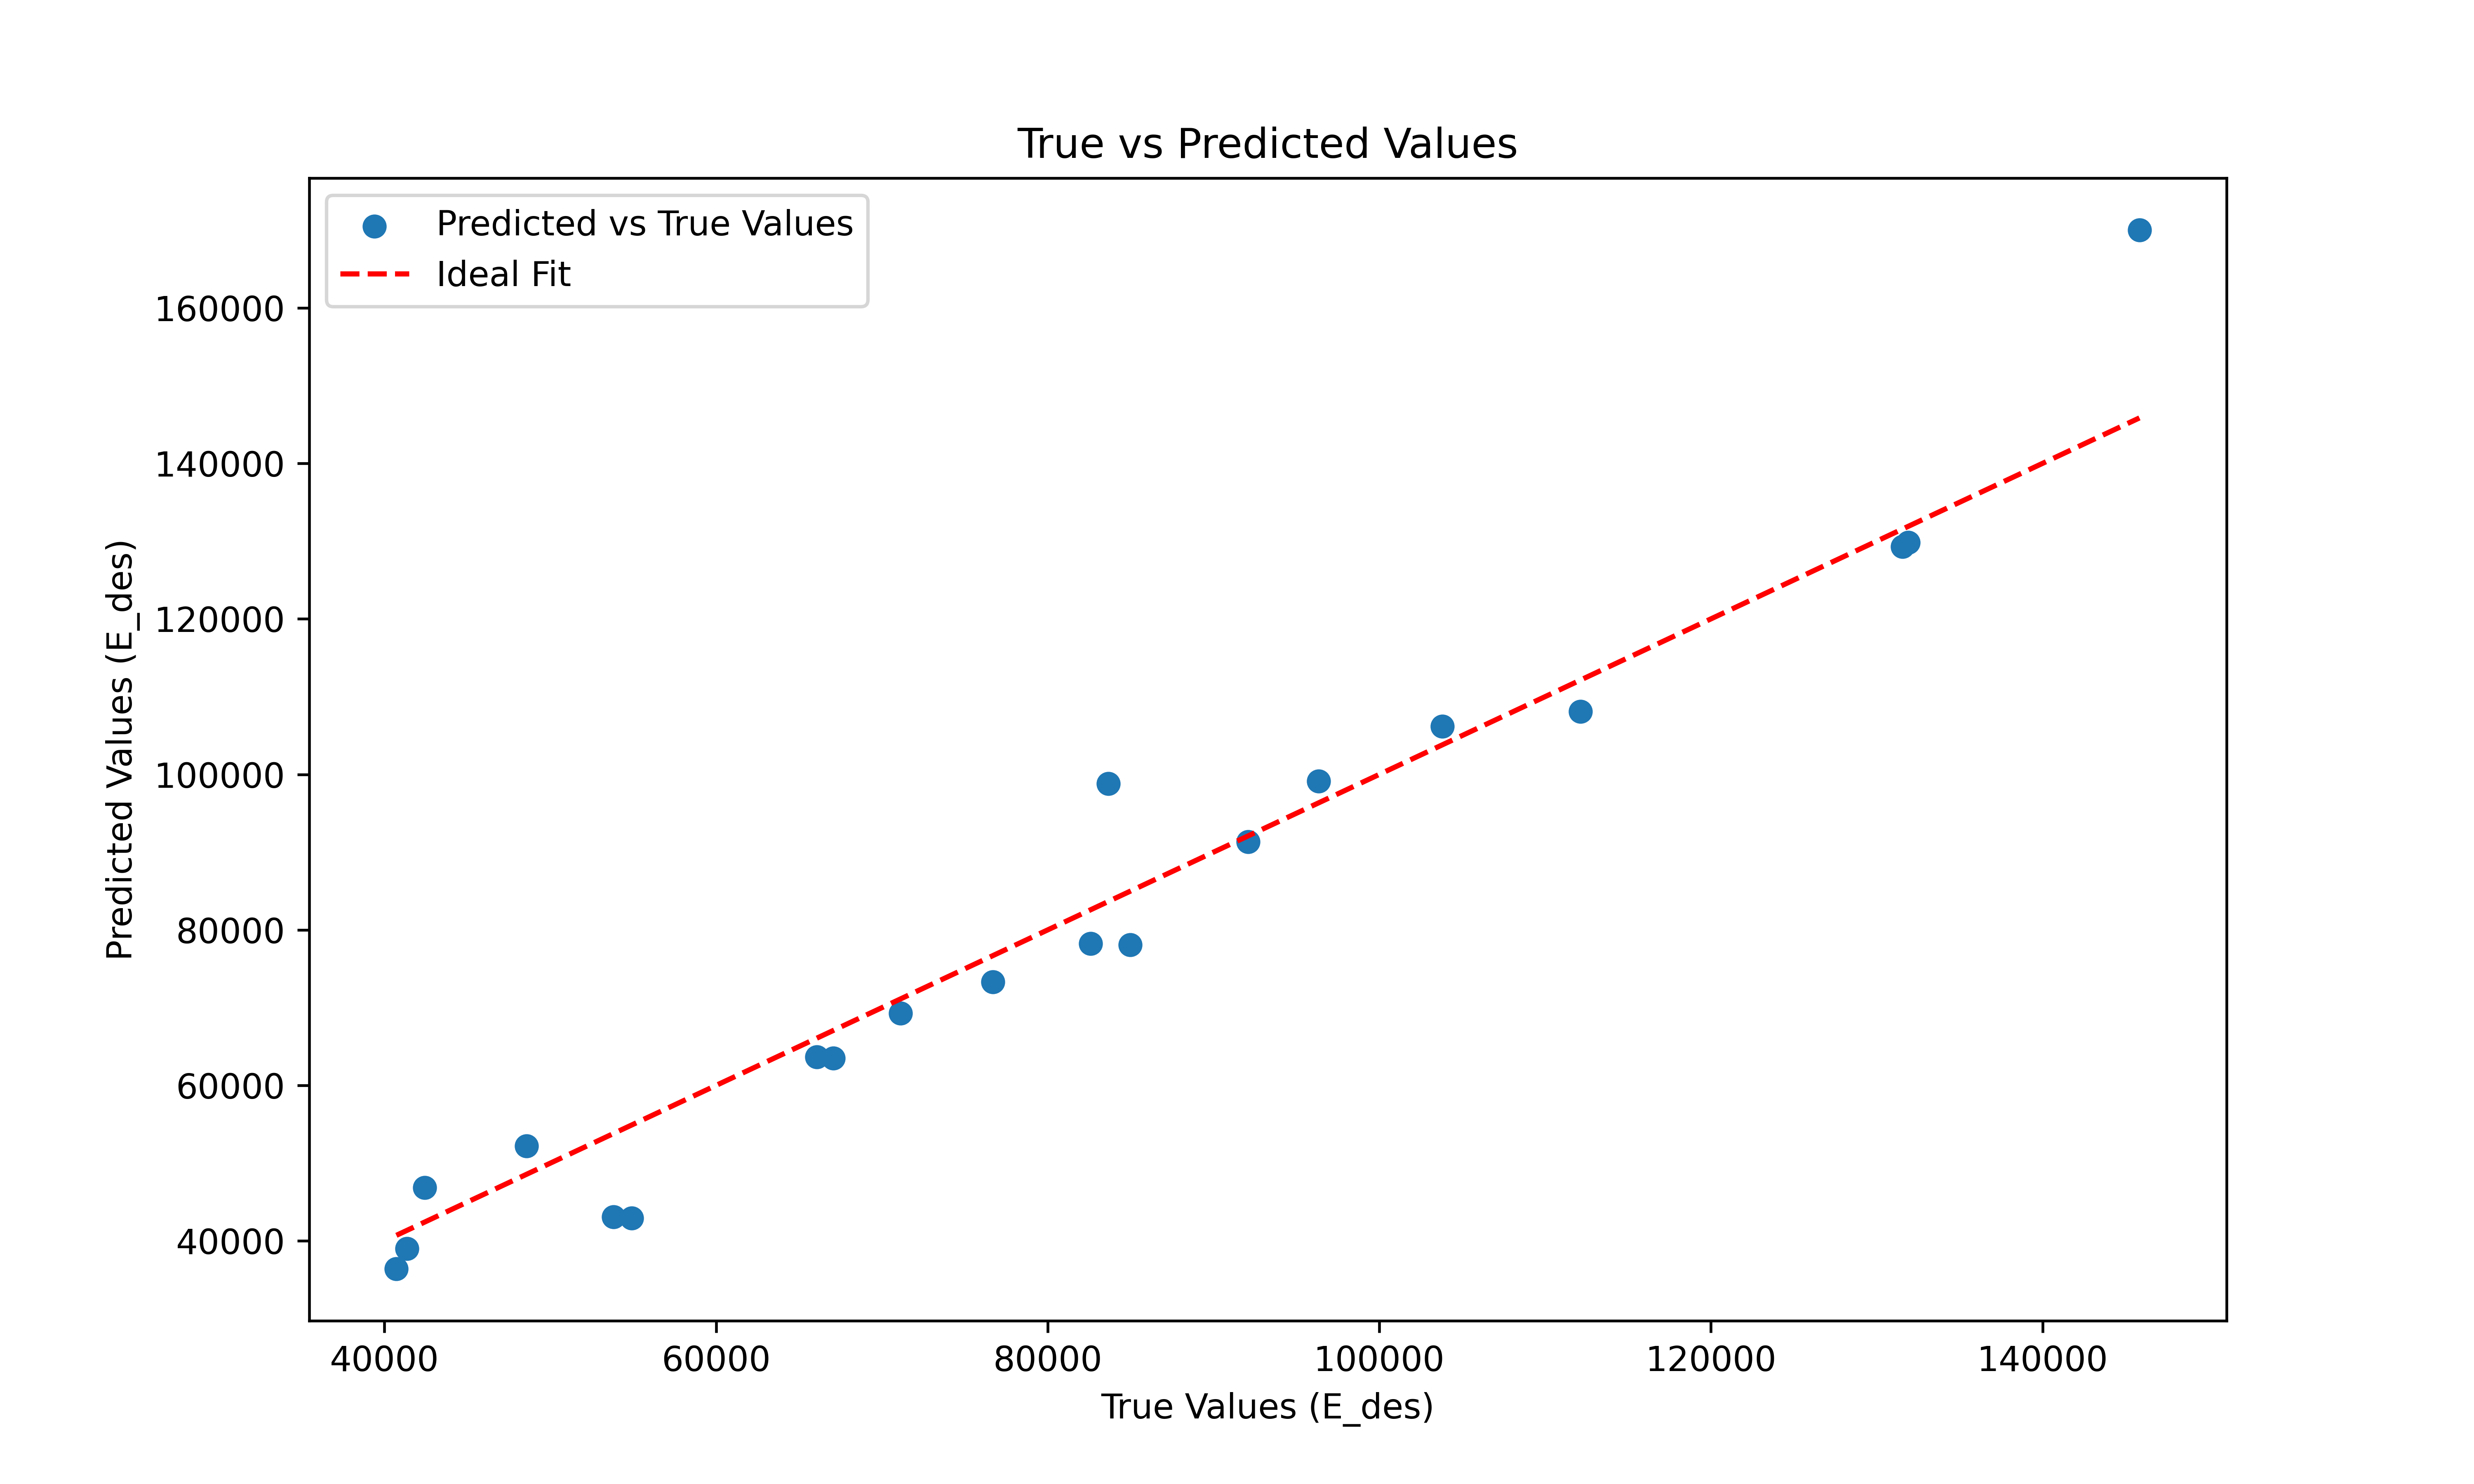 True vs Predicted Values
Predicted vs True Values
Ideal Fit
160000
140000
120000
100000
80000
60000
40000
Predicted Values (E_des)
40000 60000 80000 100000 120000 140000
True Values (E_des)